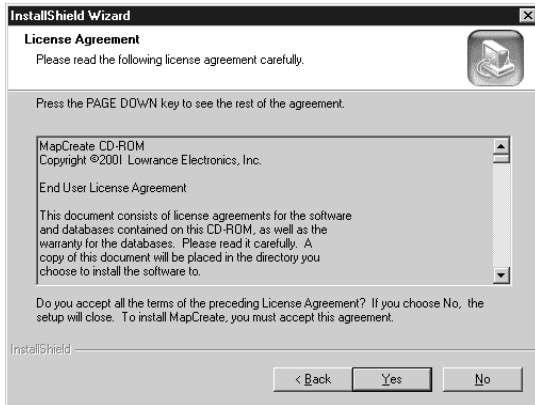 InstallShield Wizard
License Agreement
Please read the following license agreement carefully.
Press the PAGE DOWN key to see the rest of the agreement.
MapCreate CD-ROM
Copyright ©2001 Lowrance Electronics, Inc.
End User License Agreement
This document consists of license agreements for the software
and databases contained on this CD-ROM, as well as the
warranty for the databases. Please read it carefully. A
copy of this document will be placed in the directory you
choose to install the software to.
Do you accept all the terms of the preceding License Agreement? If you choose No, the
setup will close. To install MapCreate, you must accept this agreement.
InstallShield
< Back Yes No